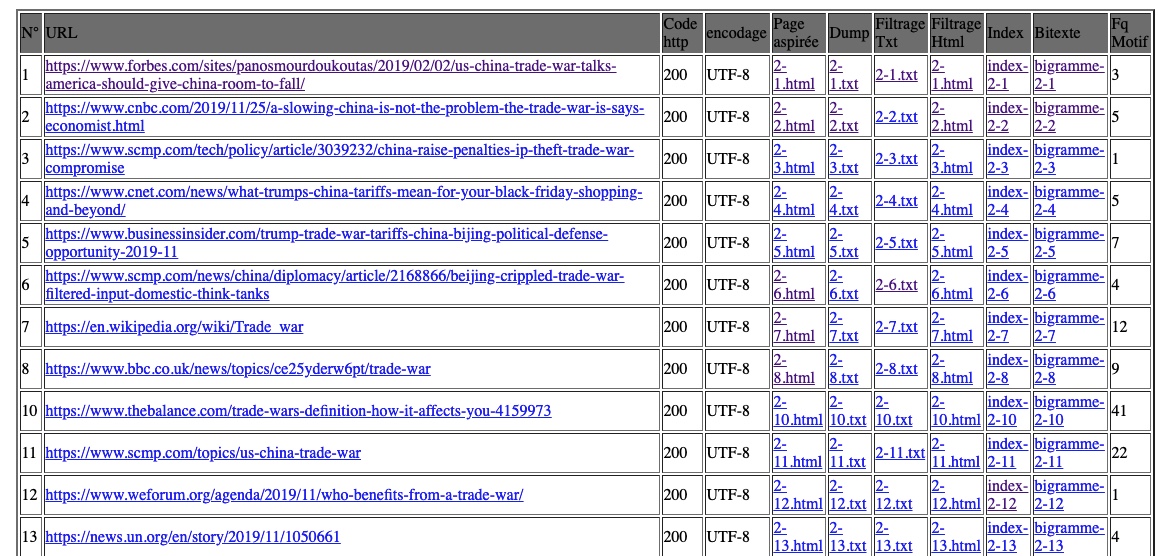 N° URL Code http encodage Page aspirée Dump Filtrage Txt Filtrage Html Index Bitexte Fq Motif
1 https://www.forbes.com/sites/panosmourdoukoutas/2019/02/02/us-china-trade-war-talks-america-should-give-china-room-to-fall/ 200 UTF-8 2-1.html 2-1.txt 2-1.txt 2-1.html index-2-1 bigramme-2-1 3
2 https://www.cnbc.com/2019/11/25/a-slowing-china-is-not-the-problem-the-trade-war-is-says-economist.html 200 UTF-8 2-2.html 2-2.txt 2-2.txt 2-2.html index-2-2 bigramme-2-2 5
3 https://www.scmp.com/tech/policy/article/3039232/china-raise-penalties-ip-theft-trade-war-compromise 200 UTF-8 2-3.html 2-3.txt 2-3.txt 2-3.html index-2-3 bigramme-2-3 1
4 https://www.cnet.com/news/what-trumps-china-tariffs-mean-for-your-black-friday-shopping-and-beyond/ 200 UTF-8 2-4.html 2-4.txt 2-4.txt 2-4.html index-2-4 bigramme-2-4 5
5 https://www.businessinsider.com/trump-trade-war-tariffs-china-bijing-political-defense-opportunity-2019-11 200 UTF-8 2-5.html 2-5.txt 2-5.txt 2-5.html index-2-5 bigramme-2-5 7
6 https://www.scmp.com/news/china/diplomacy/article/2168866/beijing-crippled-trade-war-filtered-input-domestic-think-tanks 200 UTF-8 2-6.html 2-6.txt 2-6.txt 2-6.html index-2-6 bigramme-2-6 4
7 https://en.wikipedia.org/wiki/Trade_war 200 UTF-8 2-7.html 2-7.txt 2-7.txt 2-7.html index-2-7 bigramme-2-7 12
8 https://www.bbc.co.uk/news/topics/ce25yderw6pt/trade-war 200 UTF-8 2-8.html 2-8.txt 2-8.txt 2-8.html index-2-8 bigramme-2-8 9
10 https://www.thebalance.com/trade-wars-definition-how-it-affects-you-4159973 200 UTF-8 2-10.html 2-10.txt 2-10.txt 2-10.html index-2-10 bigramme-2-10 41
11 https://www.scmp.com/topics/us-china-trade-war 200 UTF-8 2-11.html 2-11.txt 2-11.txt 2-11.html index-2-11 bigramme-2-11 22
12 https://www.weforum.org/agenda/2019/11/who-benefits-from-a-trade-war/ 200 UTF-8 2-12.html 2-12.txt 2-12.txt 2-12.html index-2-12 bigramme-2-12 1
13 https://news.un.org/en/story/2019/11/1050661 200 UTF-8 2-13.html 2-13.txt 2-13.txt 2-13.html index-2-13 bigramme-2-13 4